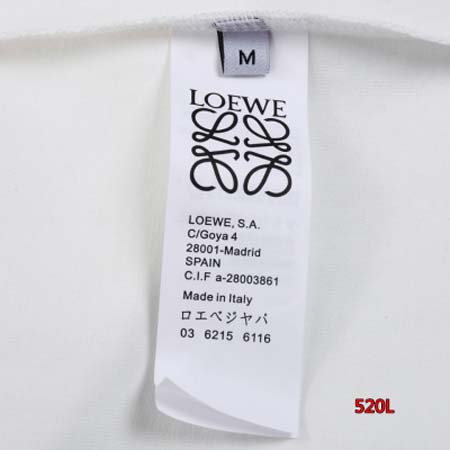 M
LOEWE
LOEWE, S.A.
C/Goya 4
28001-Madrid
SPAIN
C.I.F a-28003861
Made in Italy
ロエベジャパ
03 6215 6116
520L